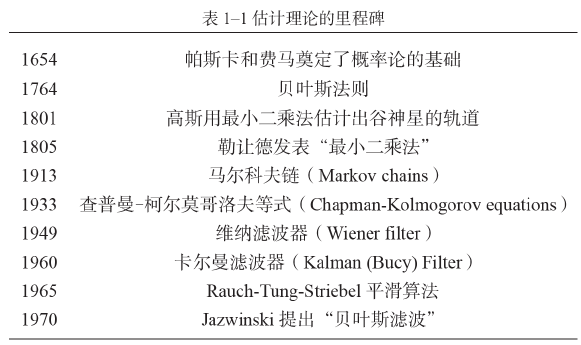 表 1–1 估计理论的里程碑
1654 帕斯卡和费马奠定了概率论的基础
1764 贝叶斯法则
1801 高斯用最小二乘法估计出谷神星的轨道
1805 勒让德发表“最小二乘法”
1913 马尔科夫链（Markov chains）
1933 查普曼–柯尔莫哥洛夫等式（Chapman-Kolmogorov equations）
1949 维纳滤波器（Wiener filter）
1960 卡尔曼滤波器（Kalman (Bucy) Filter）
1965 Rauch-Tung-Striebel 平滑算法
1970 Jazwinski 提出“贝叶斯滤波”